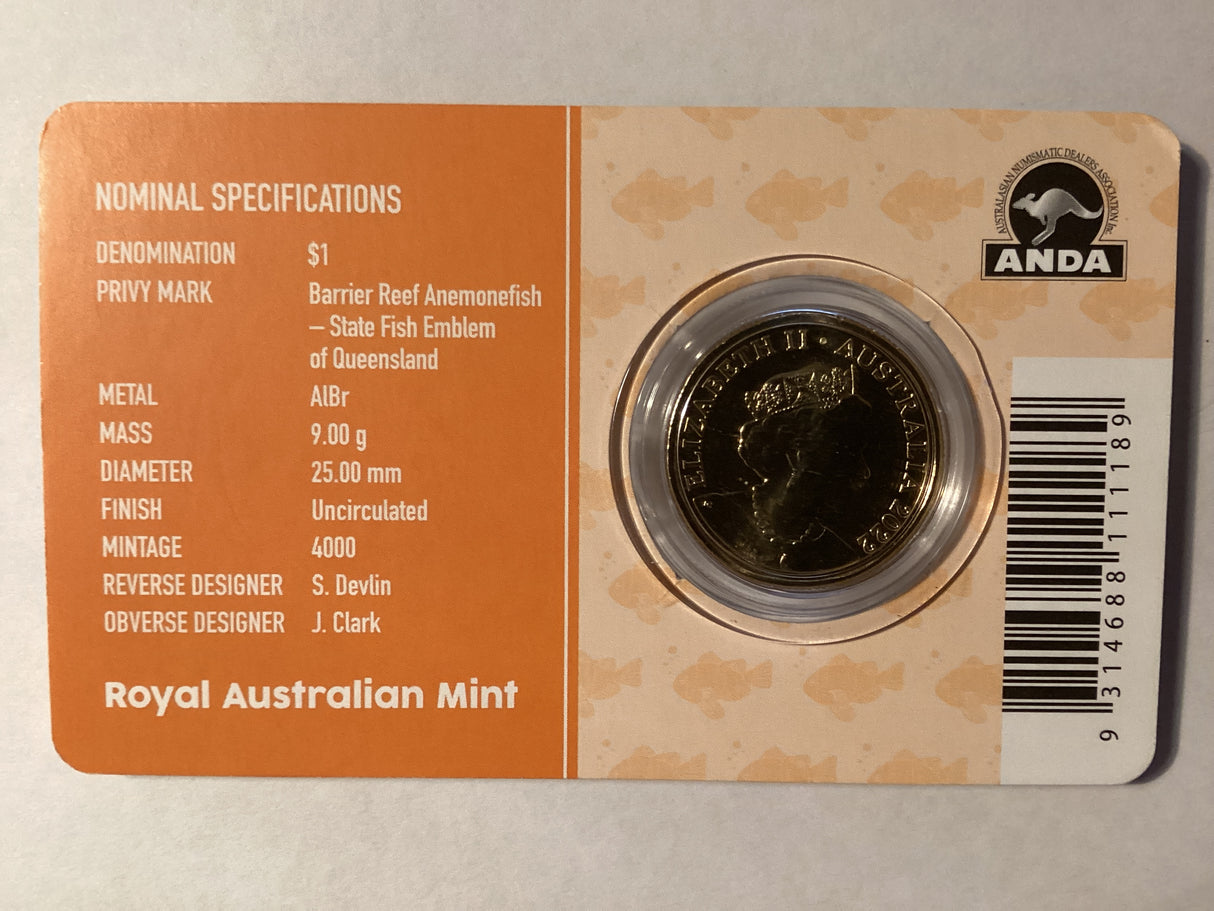 NOMINAL SPECIFICATIONS
DENOMINATION $1
PRIVY MARK Barrier Reef Anemonefish
– State Fish Emblem
of Queensland
METAL AlBr
MASS 9.00 g
DIAMETER 25.00 mm
FINISH Uncirculated
MINTAGE 4000
REVERSE DESIGNER S. Devlin
OBVERSE DESIGNER J. Clark
Royal Australian Mint
ELIZABETH II • AUSTRALIA 2022
AUSTRALASIAN NUMISMATIC DEALERS ASSOCIATION Inc.
ANDA
9 314688 111189